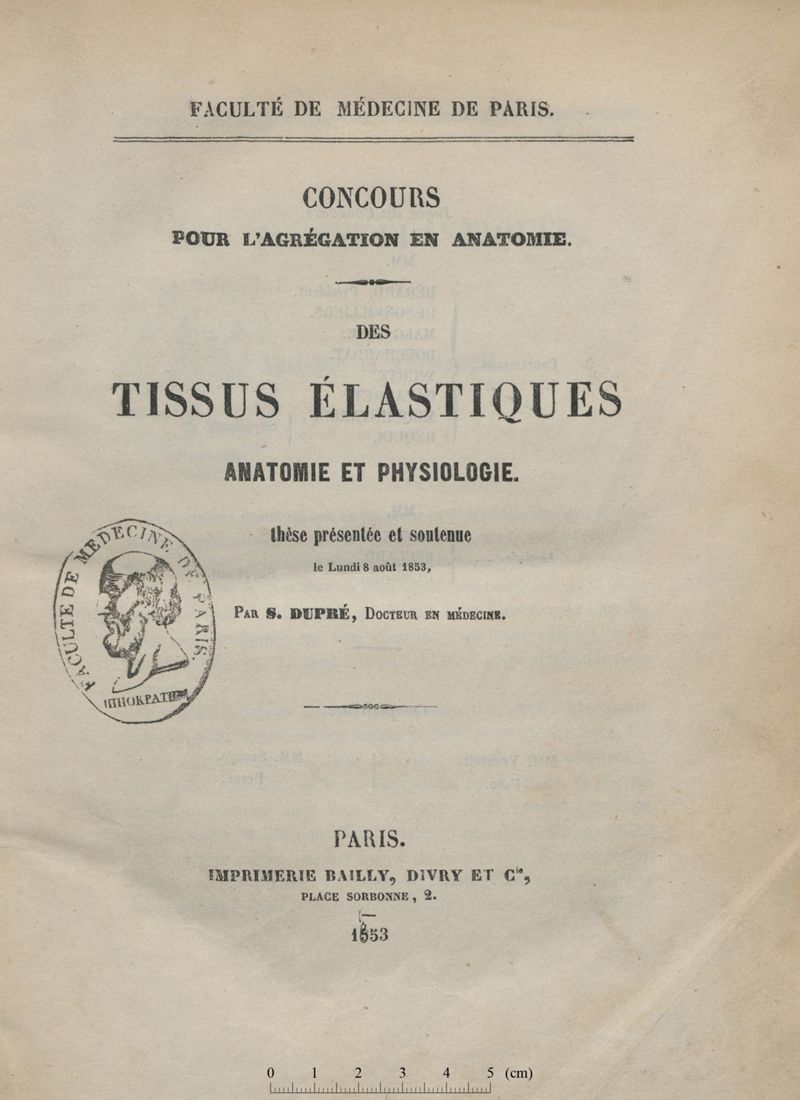 FACULTÉ DE MÉDECINE DE PARIS.
CONCOURS
POUR L'AGRÉGATION EN ANATOMIE.
DES
TISSUS ÉLASTIQUES
ANATOMIE ET PHYSIOLOGIE.
thèse présentée et soutenue
le Lundi 8 août 1853,
PAR S. DUPRÉ, DOCTEUR EN MÉDECINE.
FACULTÉ DE MÉDECINE DE PARIS.
PARIS.
IMPRIMERIE BAILLY, DIVRY ET Cie,
PLACE SORBONNE, 2.
1853
0 1 2 3 4 5 (cm)